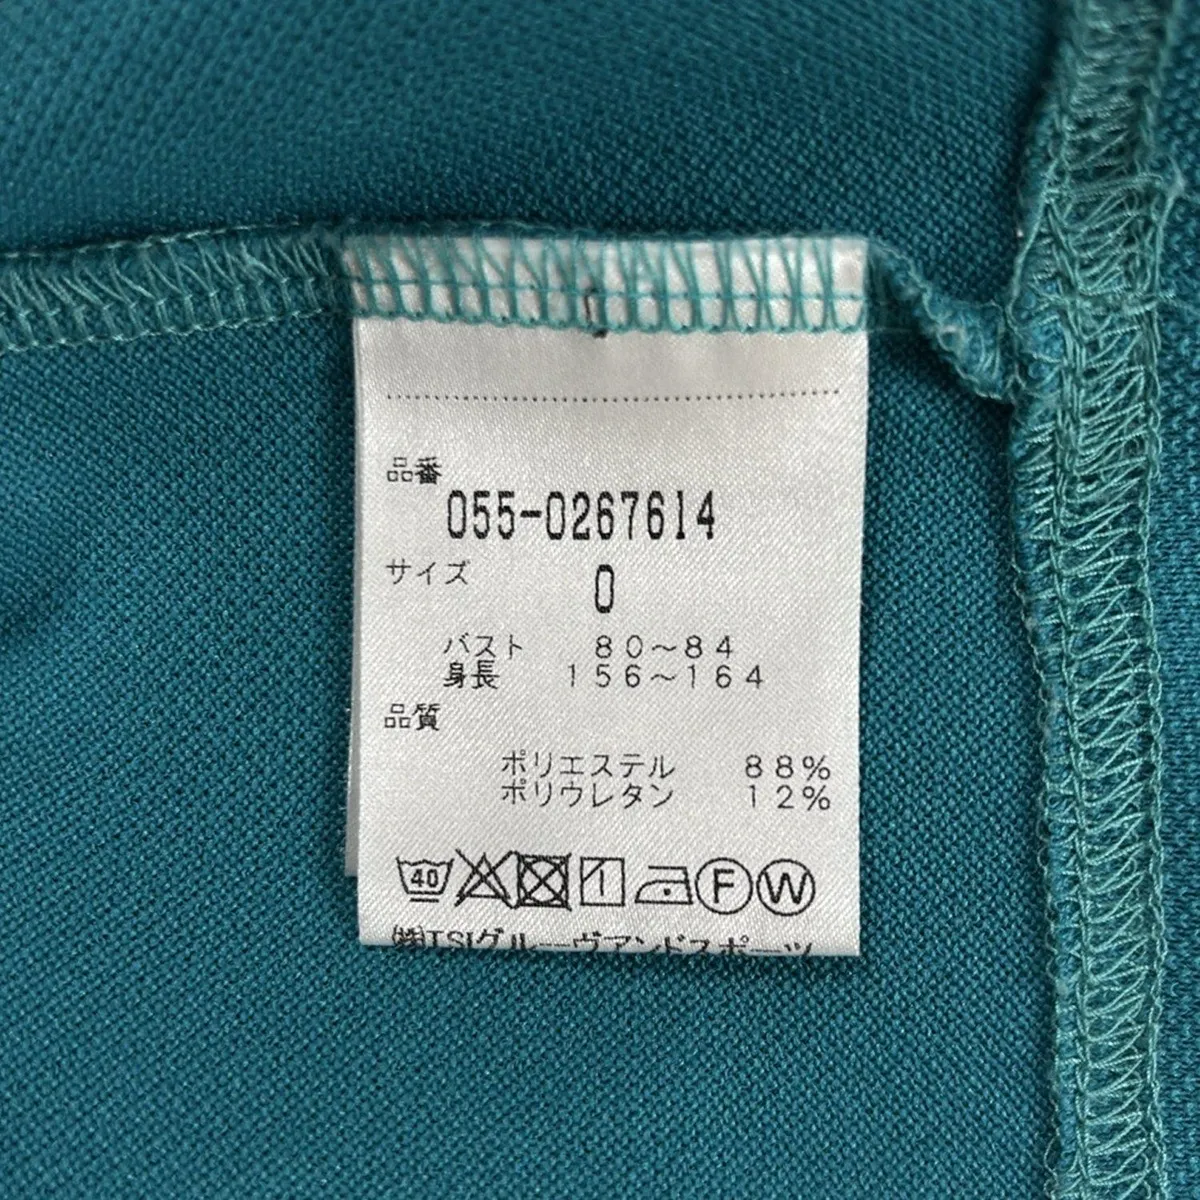 品番
055-0267614
サイズ 0
バスト 80~84
身長 156~164
品質
ポリエステル 88%
ポリウレタン 12%
40 F W
㈱TSIグルーヴアンドスポーツ